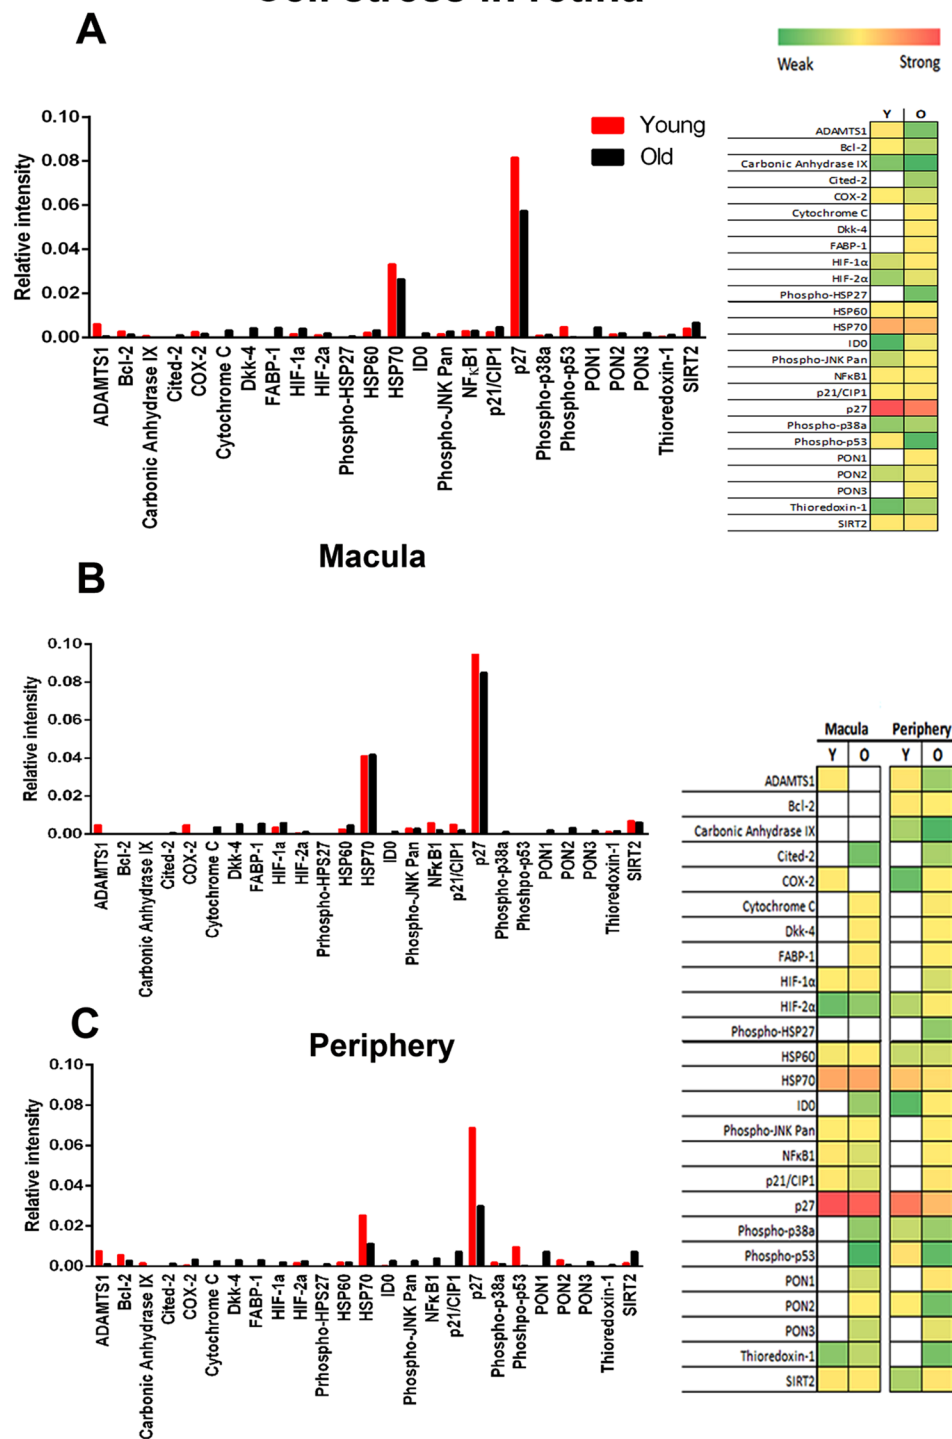 A
Weak Strong
0.10
0.08
0.06
0.04
0.02
0.00
Relative intensity
Young
Old
ADAMTS1
Bcl-2
Carbonic Anhydrase IX
Cited-2
COX-2
Cytochrome C
Dkk-4
FABP-1
HIF-1a
HIF-2a
Phospho-HSP27
HSP60
HSP70
ID0
Phospho-JNK Pan
NFκB1
p21/CIP1
p27
Phospho-p38a
Phospho-p53
PON1
PON2
PON3
Thioredoxin-1
SIRT2
Y O
ADAMTS1
Bcl-2
Carbonic Anhydrase IX
Cited-2
COX-2
Cytochrome C
Dkk-4
FABP-1
HIF-1α
HIF-2α
Phospho-HSP27
HSP60
HSP70
ID0
Phospho-JNK Pan
NFκB1
p21/CIP1
p27
Phospho-p38a
Phospho-p53
PON1
PON2
PON3
Thioredoxin-1
SIRT2
Macula
B
0.10
0.08
0.06
0.04
0.02
0.00
Relative intensity
ADAMTS1
Bcl-2
Carbonic Anhydrase IX
Cited-2
COX-2
Cytochrome C
Dkk-4
FABP-1
HIF-1a
HIF-2a
Prhospho-HPS27
HSP60
HSP70
ID0
Phospho-JNK Pan
NFκB1
p21/CIP1
p27
Phospho-p38a
Phoshpo-p53
PON1
PON2
PON3
Thioredoxin-1
SIRT2
C
Periphery
0.10
0.08
0.06
0.04
0.02
0.00
Relative intensity
ADAMTS1
Bcl-2
Carbonic Anhydrase IX
Cited-2
COX-2
Cytochrome C
Dkk-4
FABP-1
HIF-1a
HIF-2a
Prhospho-HPS27
HSP60
HSP70
ID0
Phospho-JNK Pan
NFκB1
p21/CIP1
p27
Phospho-p38a
Phoshpo-p53
PON1
PON2
PON3
Thioredoxin-1
SIRT2
Macula Periphery
Y O Y O
ADAMTS1
Bcl-2
Carbonic Anhydrase IX
Cited-2
COX-2
Cytochrome C
Dkk-4
FABP-1
HIF-1α
HIF-2α
Phospho-HSP27
HSP60
HSP70
ID0
Phospho-JNK Pan
NFκB1
p21/CIP1
p27
Phospho-p38a
Phospho-p53
PON1
PON2
PON3
Thioredoxin-1
SIRT2